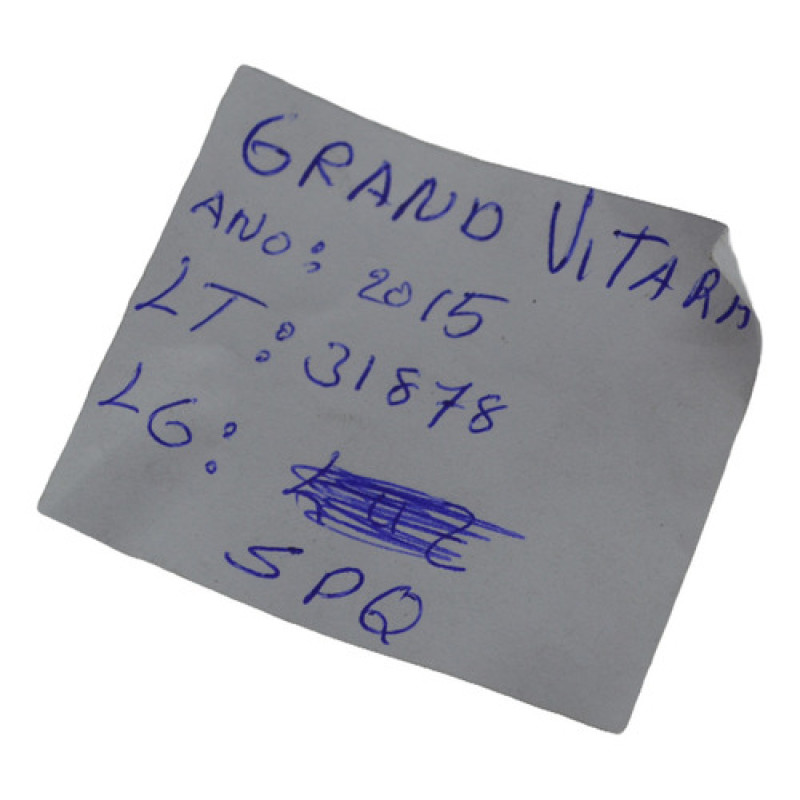 GRAND VITARA
ANO: 2015
LT: 31878
LG:
SPQ